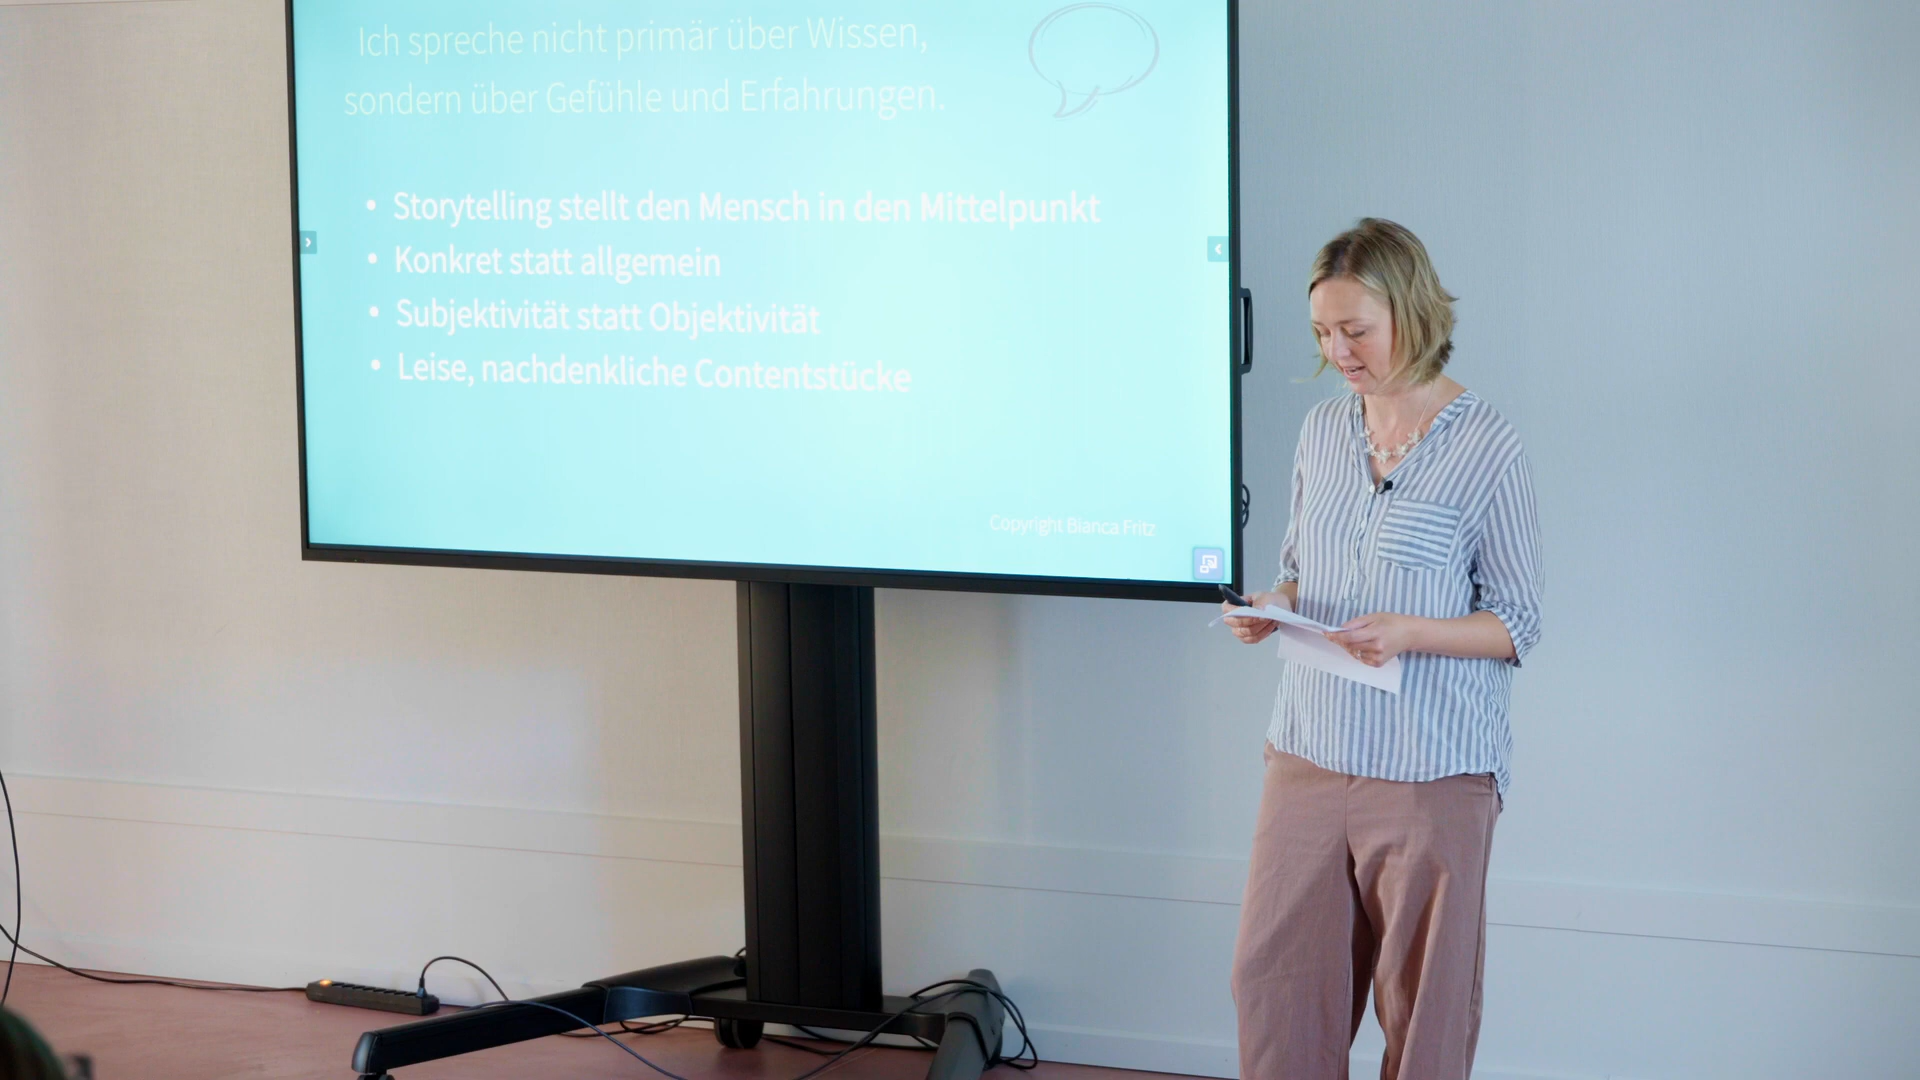 Ich spreche nicht primär über Wissen,
sondern über Gefühle und Erfahrungen.
• Storytelling stellt den Mensch in den Mittelpunkt
• Konkret statt allgemein
• Subjektivität statt Objektivität
• Leise, nachdenkliche Contentstücke
Copyright Bianca Fritz